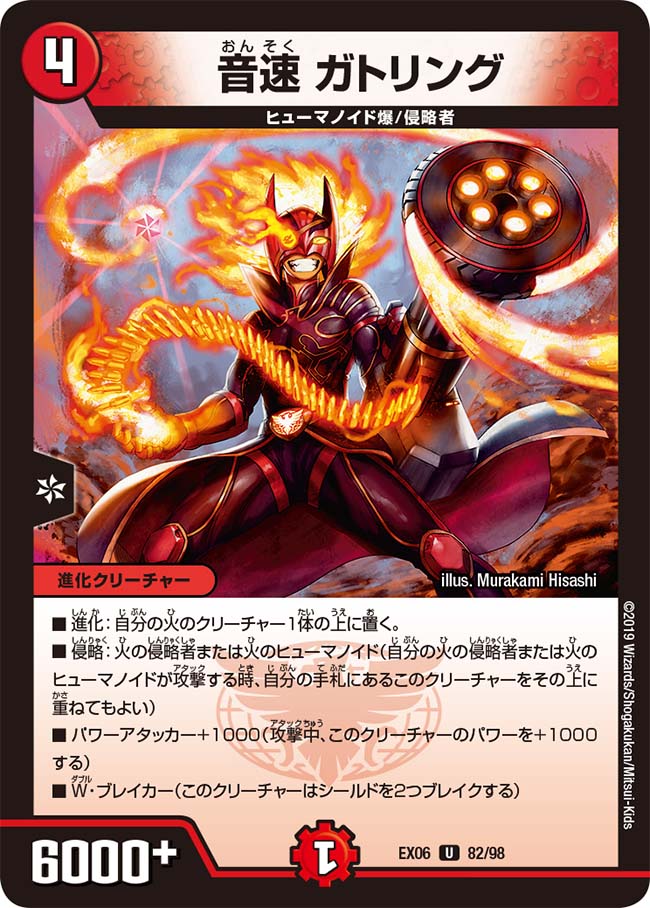 4
おんそく
音速 ガトリング
ヒューマノイド爆/侵略者
進化クリーチャー
illus. Murakami Hisashi
■ 進化:自分の火のクリーチャー1体の上に置く。
■ 侵略:火の侵略者または火のヒューマノイド(自分の火の侵略者または火の
ヒューマノイドが攻撃する時、自分の手札にあるこのクリーチャーをその上に
重ねてもよい)
■ パワーアタッカー+1000(攻撃中、このクリーチャーのパワーを+1000
する)
■ W・ブレイカー(このクリーチャーはシールドを2つブレイクする)
©2019 Wizards/Shogakukan/Mitsui-Kids
6000+
1
EX06 U 82/98